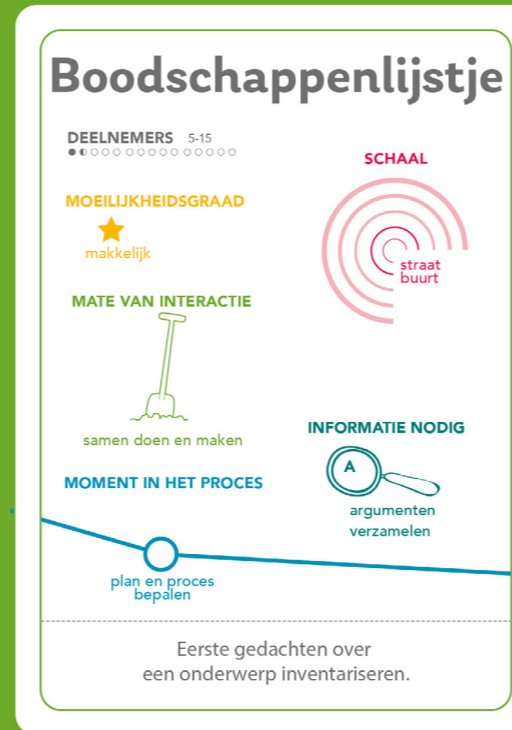 Boodschappenlijstje
DEELNEMERS 5-15
SCHAAL
straat
buurt
MOEILIJKHEIDSGRAAD
makkelijk
MATE VAN INTERACTIE
samen doen en maken
INFORMATIE NODIG
A
argumenten
verzamelen
MOMENT IN HET PROCES
plan en proces
bepalen
Eerste gedachten over
een onderwerp inventariseren.